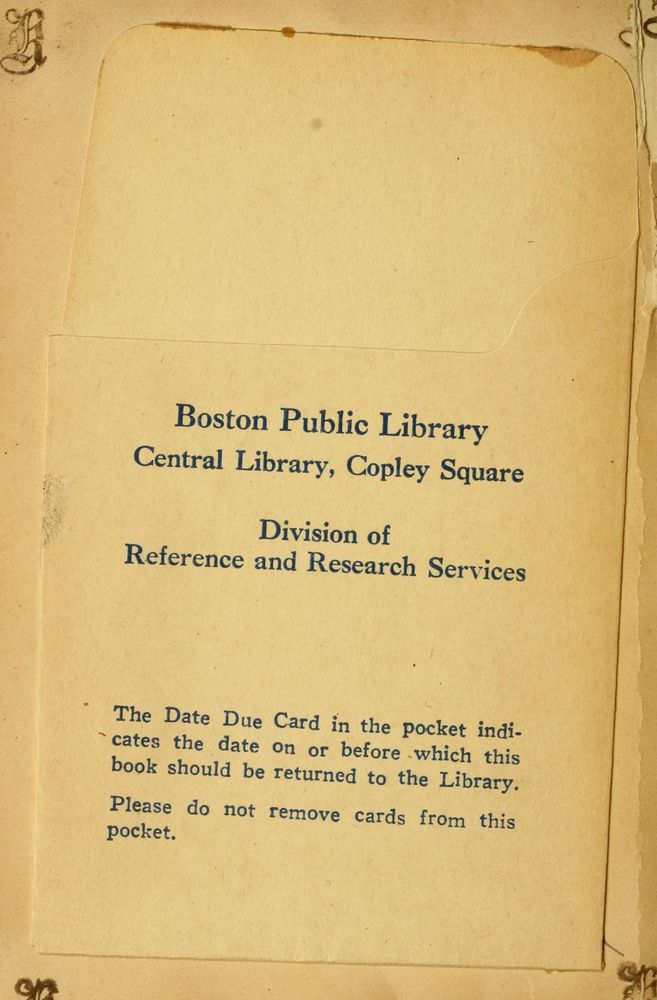 Boston Public Library
Central Library, Copley Square
Division of
Reference and Research Services
The Date Due Card in the pocket indi-
cates the date on or before which this
book should be returned to the Library.
Please do not remove cards from this
pocket.